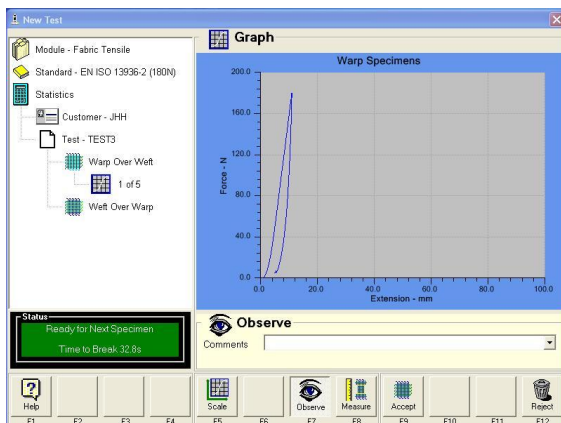 New Test
Module - Fabric Tensile
Standard - EN ISO 13936-2 (180N)
Statistics
Customer - JHH
Test - TEST3
Warp Over Weft
1 of 5
Weft Over Warp
Graph
Warp Specimens
Force - N
200.0
160.0
120.0
80.0
40.0
0.0
0.0 20.0 40.0 60.0 80.0 100.0
Extension - mm
Status
Ready for Next Specimen
Time to Break 32.8s
Observe
Comments
Help
Scale
Observe
Measure
Accept
Reject
F1 F2 F3 F4 F5 F6 F7 F8 F9 F10 F11 F12